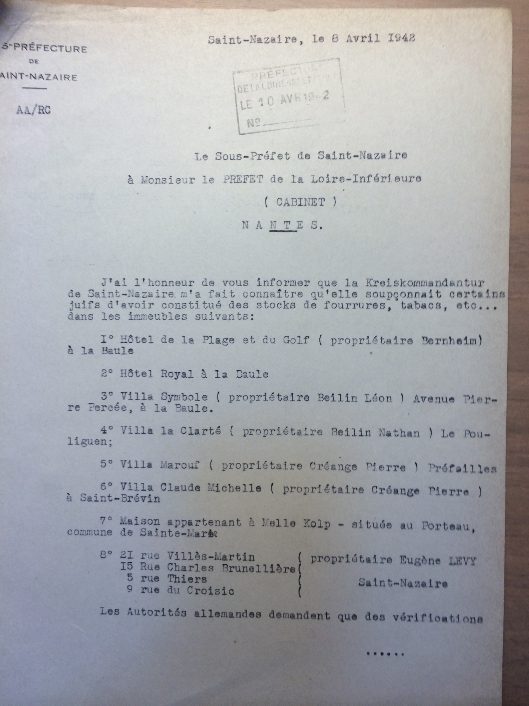 S-PRÉFECTURE
DE
AINT-NAZAIRE
AA/RC
Saint-Nazaire, le 8 Avril 1942
PRÉFECTURE
DE LA LOIRE-INFÉRIEURE
LE 10 AVR 1942
No
Le Sous-Préfet de Saint-Nazaire
à Monsieur le PREFET de la Loire-Inférieure
( CABINET )
N A N T E S.
J'ai l'honneur de vous informer que la Kreiskommandantur
de Saint-Nazaire m'a fait connaître qu'elle soupçonnait certains
juifs d'avoir constitué des stocks de fourrures, tabacs, etc...
dans les immeubles suivants:
1° Hôtel de la Plage et du Golf ( propriétaire Bernheim)
à la Baule
2° Hôtel Royal à la Baule
3° Villa Symbole ( propriétaire Beilin Léon ) Avenue Pier-
re Percée, à la Baule.
4° Villa la Clarté ( propriétaire Beilin Nathan ) Le Pou-
liguen;
5° Villa Marouf ( propriétaire Créange Pierre ) Préfailles
6° Villa Claude Michelle ( propriétaire Créange Pierre )
à Saint-Brévin
7° Maison appartenant à Melle Kolp - située au Porteau,
commune de Sainte-Marie
8° 21 rue Villès-Martin ( propriétaire Eugène LEVY
15 Rue Charles Brunellière
5 rue Thiers Saint-Nazaire
9 rue du Croisic
Les Autorités allemandes demandent que des vérifications
......